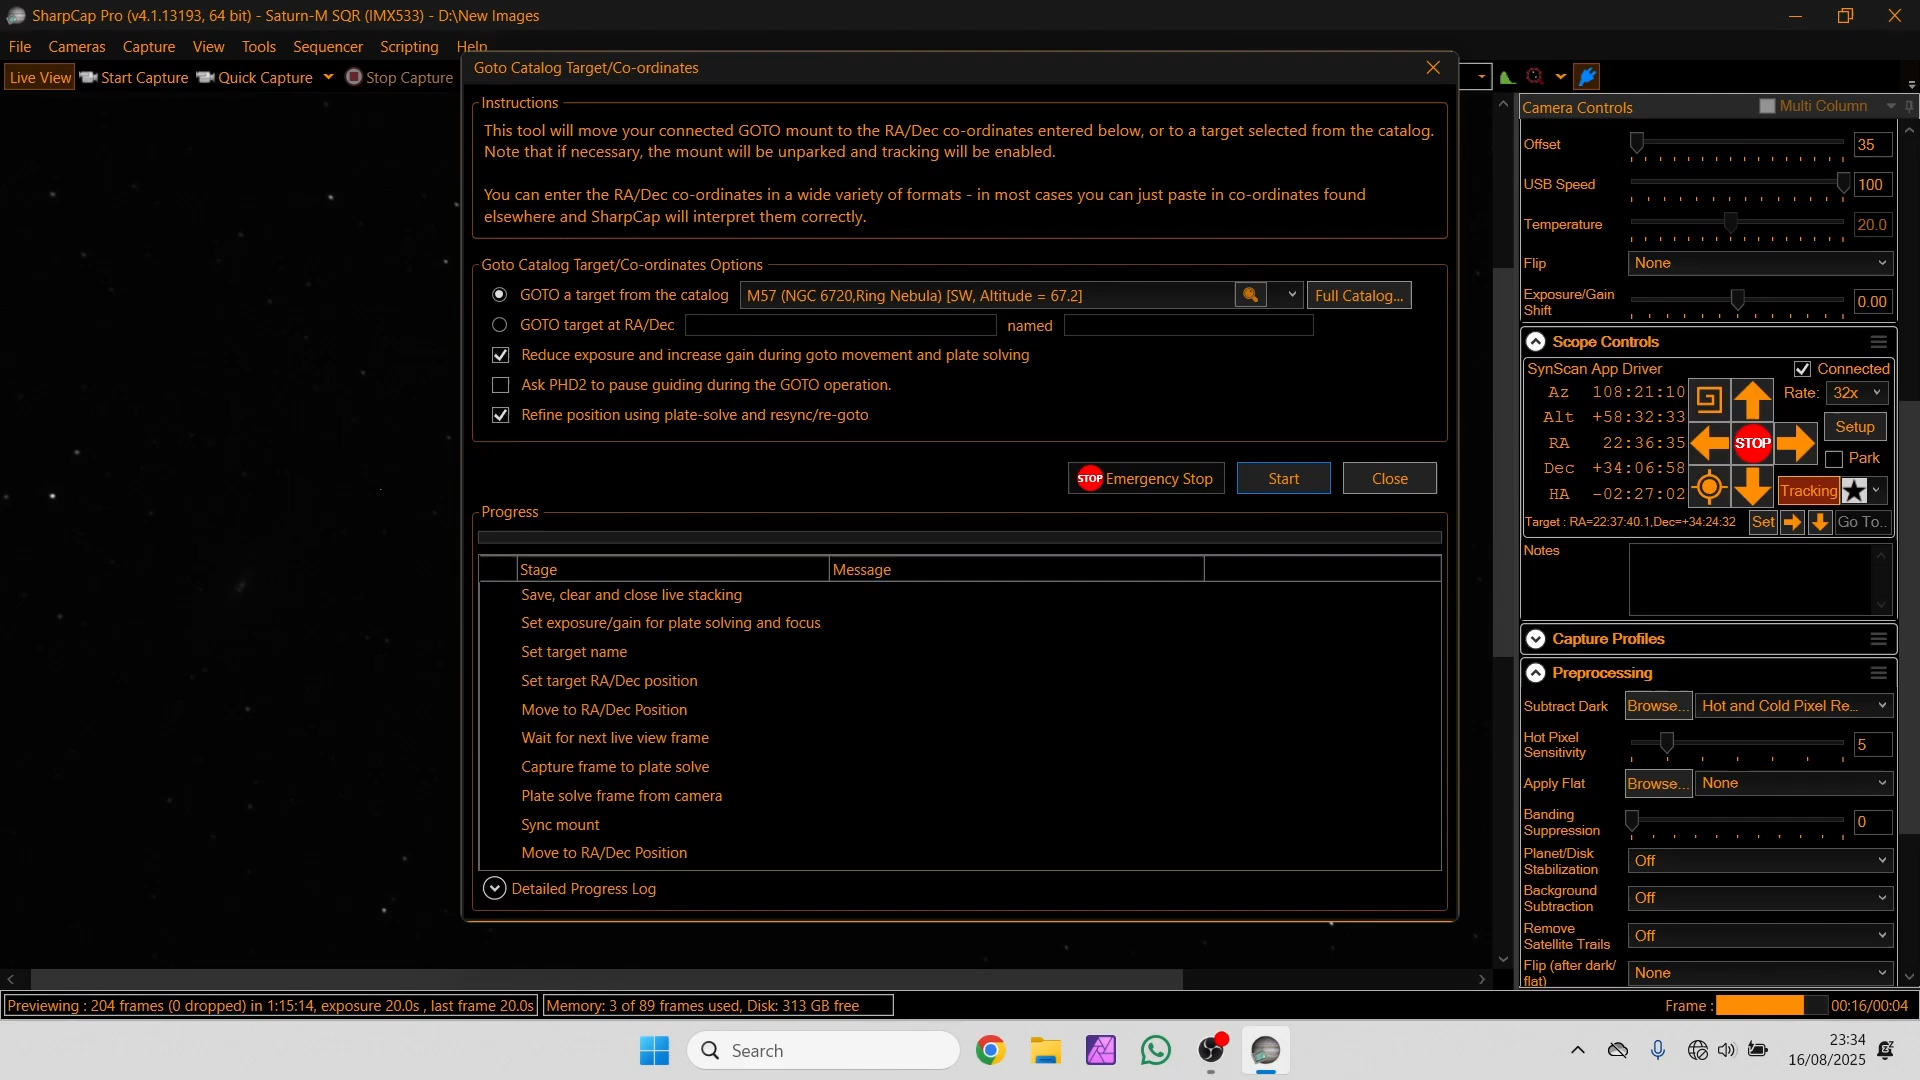 SharpCap Pro (v4.1.13193, 64 bit) - Saturn-M SQR (IMX533) - D:\New Images
File Cameras Capture View Tools Sequencer Scripting Help
Live View Start Capture Quick Capture Stop Capture
Goto Catalog Target/Co-ordinates
Instructions
This tool will move your connected GOTO mount to the RA/Dec co-ordinates entered below, or to a target selected from the catalog.
Note that if necessary, the mount will be unparked and tracking will be enabled.
You can enter the RA/Dec co-ordinates in a wide variety of formats - in most cases you can just paste in co-ordinates found
elsewhere and SharpCap will interpret them correctly.
Goto Catalog Target/Co-ordinates Options
GOTO a target from the catalog M57 (NGC 6720,Ring Nebula) [SW, Altitude = 67.2] Full Catalog...
GOTO target at RA/Dec named
Reduce exposure and increase gain during goto movement and plate solving
Ask PHD2 to pause guiding during the GOTO operation.
Refine position using plate-solve and resync/re-goto
STOP Emergency Stop Start Close
Progress
Stage Message
Save, clear and close live stacking
Set exposure/gain for plate solving and focus
Set target name
Set target RA/Dec position
Move to RA/Dec Position
Wait for next live view frame
Capture frame to plate solve
Plate solve frame from camera
Sync mount
Move to RA/Dec Position
Detailed Progress Log
Camera Controls Multi Column
Offset 35
USB Speed 100
Temperature 20.0
Flip None
Exposure/Gain
Shift 0.00
Scope Controls
SynScan App Driver Connected
Az 108:21:10 Rate: 32x
Alt +58:32:33 Setup
RA 22:36:35 STOP
Dec +34:06:58 Park
HA -02:27:02 Tracking
Target : RA=22:37:40.1,Dec=+34:24:32 Set Go To..
Notes
Capture Profiles
Preprocessing
Subtract Dark Browse... Hot and Cold Pixel Re...
Hot Pixel
Sensitivity 5
Apply Flat Browse... None
Banding
Suppression 0
Planet/Disk
Stabilization Off
Background
Subtraction Off
Remove
Satellite Trails Off
Flip (after dark/
flat) None
Previewing : 204 frames (0 dropped) in 1:15:14, exposure 20.0s , last frame 20.0s Memory: 3 of 89 frames used, Disk: 313 GB free Frame : 00:16/00:04
Search
23:34
16/08/2025